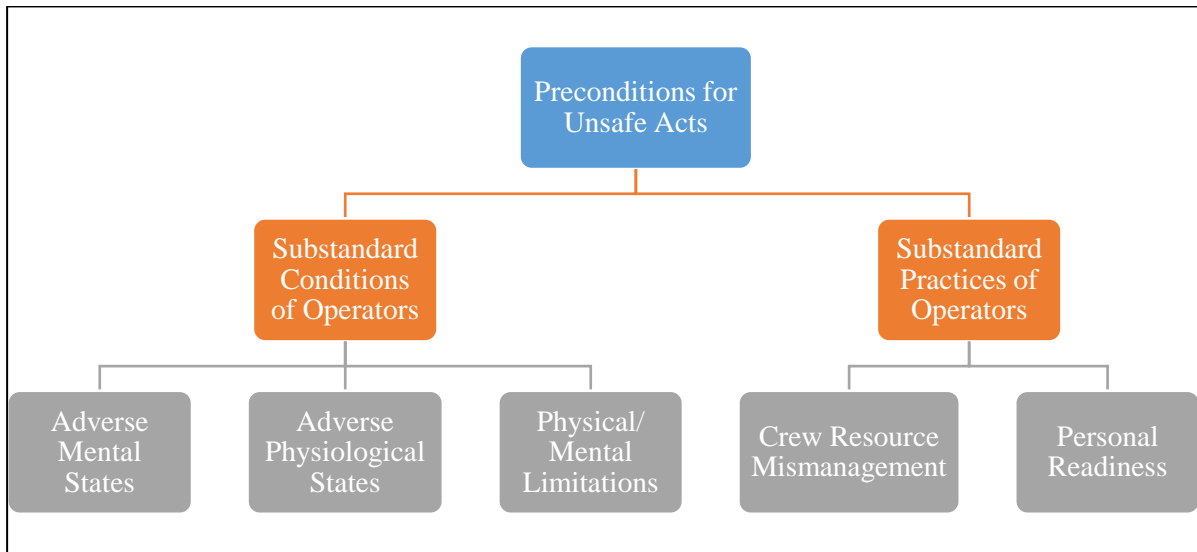 Preconditions for
Unsafe Acts
Substandard
Conditions
of Operators
Substandard
Practices of
Operators
Adverse
Mental
States
Adverse
Physiological
States
Physical/
Mental
Limitations
Crew Resource
Mismanagement
Personal
Readiness